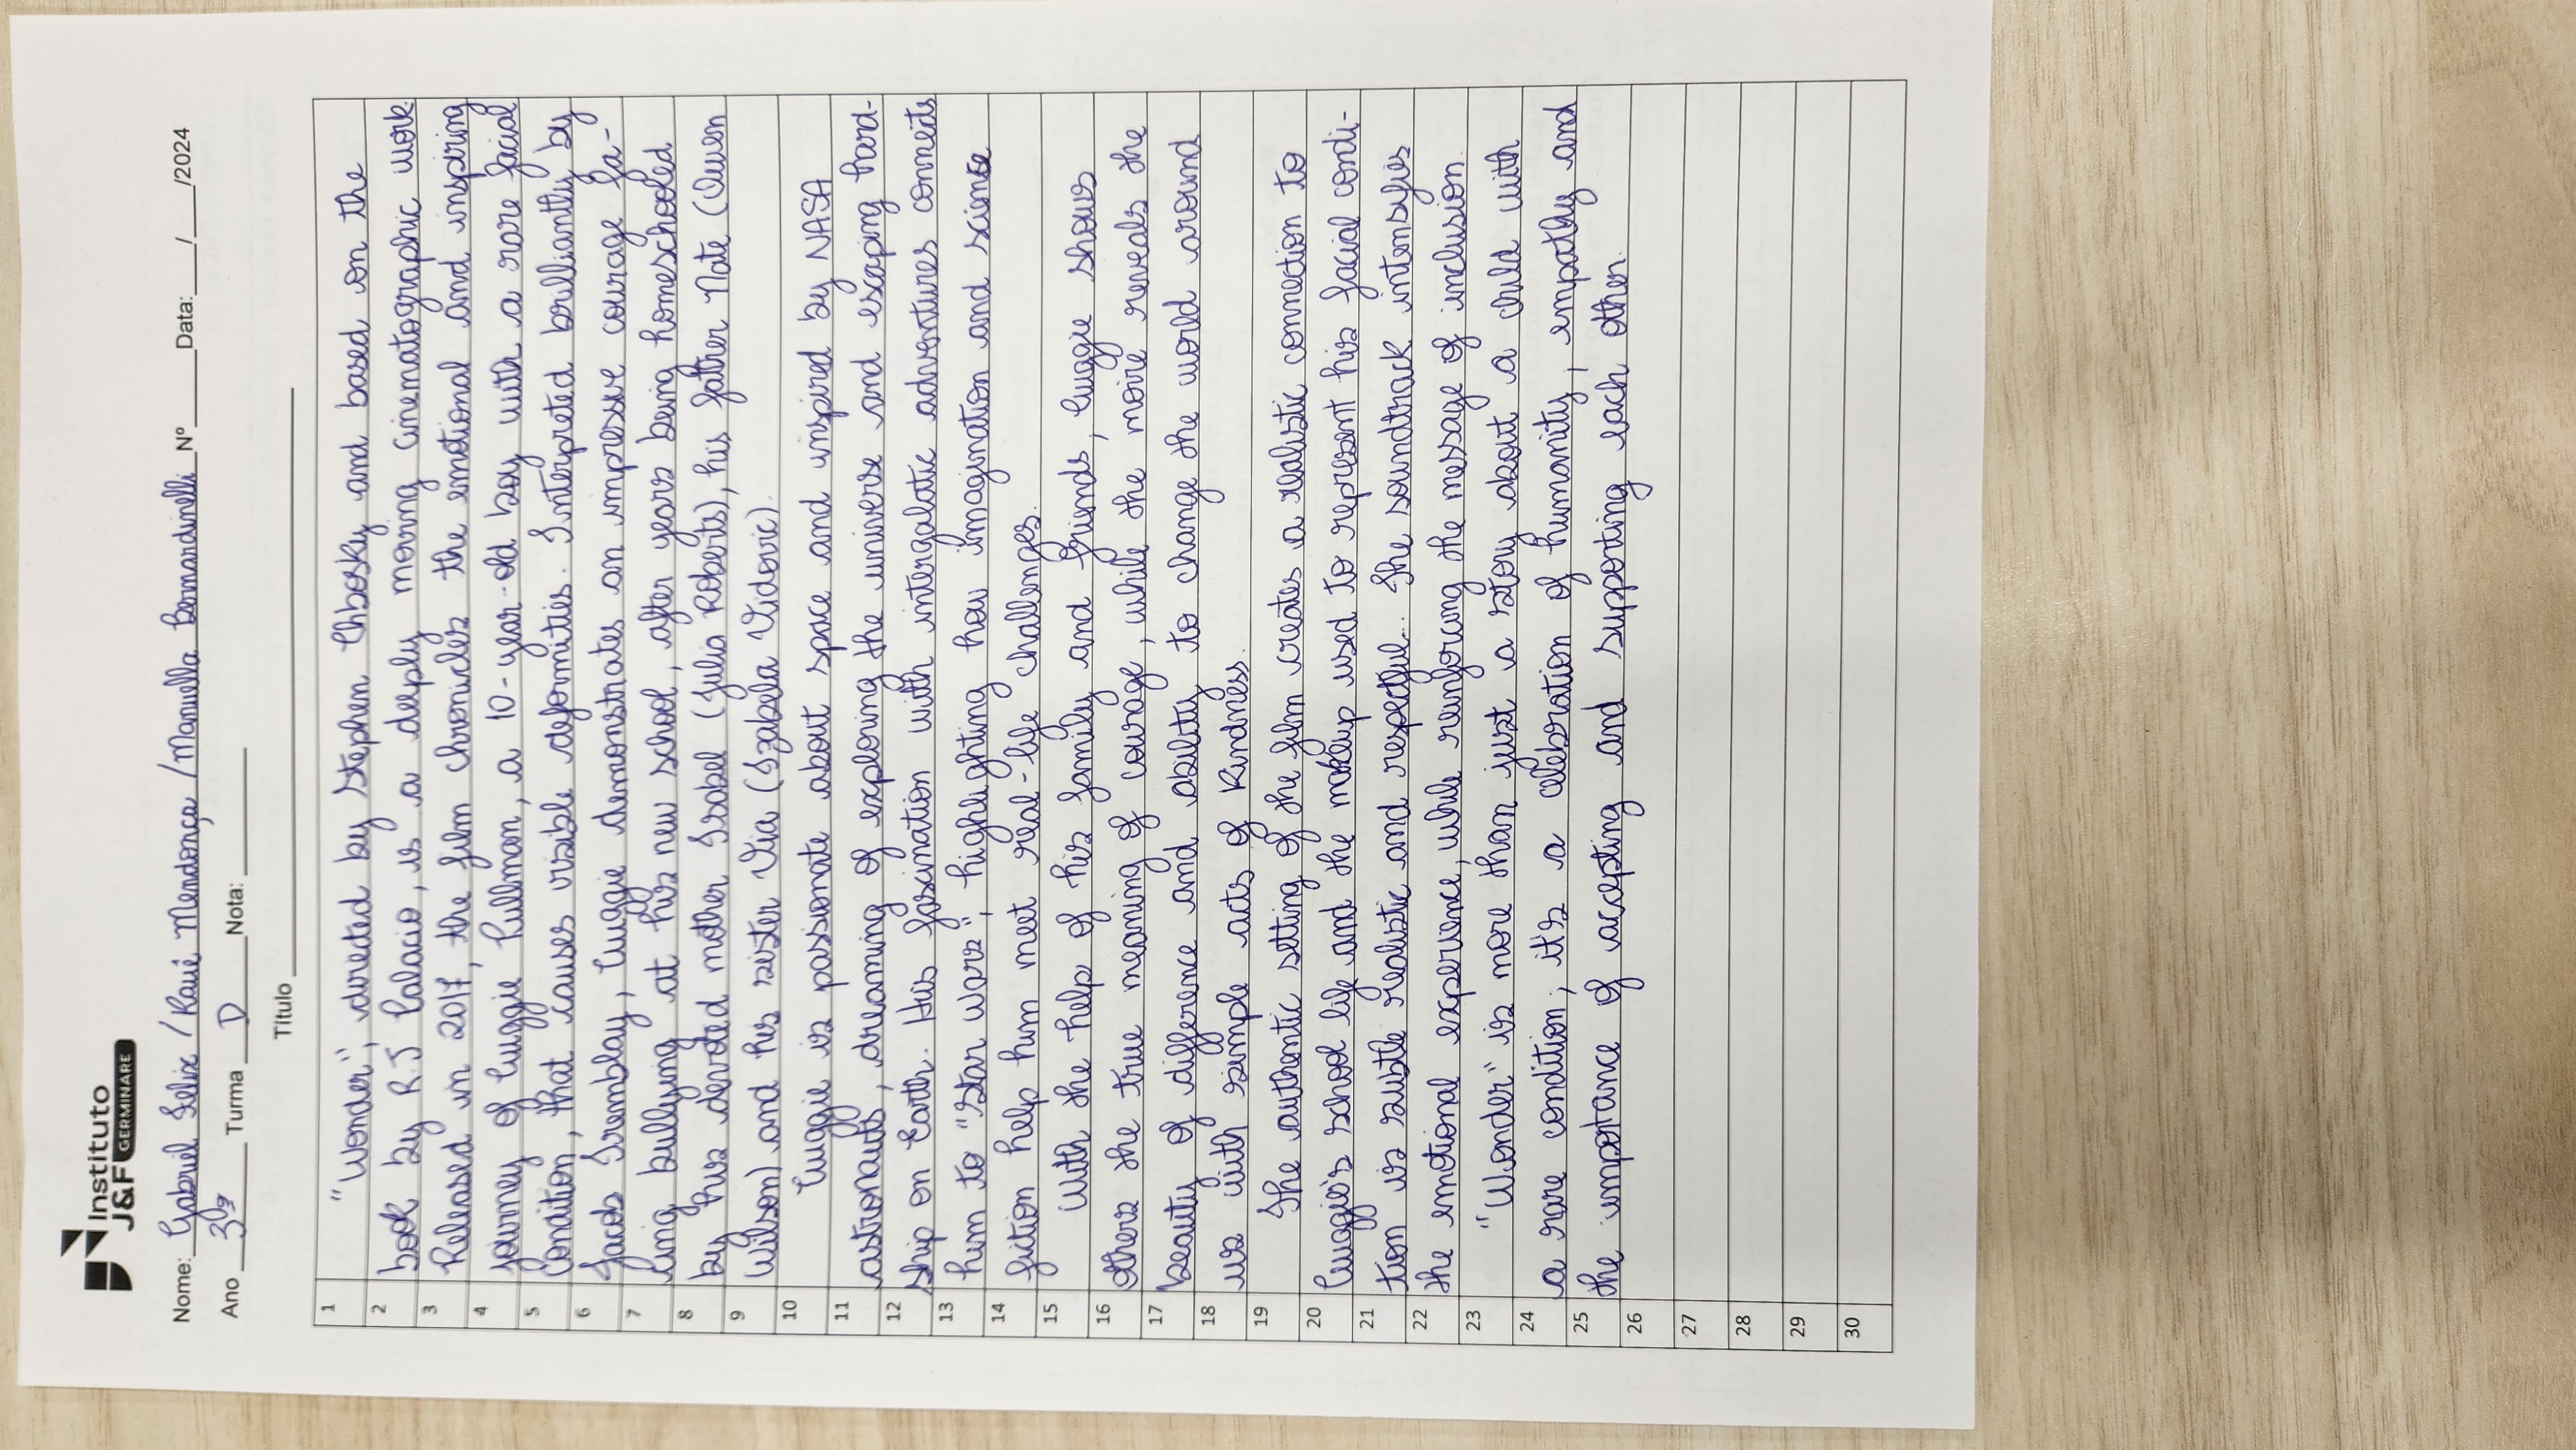 Instituto
J&F GERMINARE
Nome: Gabriel Felix / Kauê Mendonça / Manuella Bernardinelli Nº Data: / /2024
Ano 3º Turma D Nota:
Título
1 "Wonder", directed by Stephen Chbosky and based on the
2 book by R.J Palacio, is a deeply moving cinematographic work.
3 Released in 2017, the film chronicles the emotional and inspiring
4 journey of Auggie Pullman, a 10-year-old boy with a rare facial
5 condition, that causes visible deformities. Interpreted brilliantly by
6 Jacob Tremblay, Auggie demonstrates an impressive courage fa-
7 cing bullying at his new school, after years being homeschooled
8 by his devoted mother Isabel (Julia Roberts), his father Nate (Owen
9 Wilson) and his sister Via (Izabela Vidovic).
10 Auggie is passionate about space and inspired by NASA
11 astronauts, dreaming of exploring the universe and escaping hard-
12 ship on Earth. His fascination with intergalatic adventures connects
13 him to "Star Wars", highlighting how imagination and science
14 fiction help him meet real-life challenges.
15 With the help of his family and friends, Auggie shows
16 others the true meaning of courage, while the movie reveals the
17 beauty of difference and ability to change the world around
18 us with simple acts of kindness.
19 The authentic setting of the film creates a realistic connection to
20 Auggie's school life and the makeup used to represent his facial condi-
21 tion is subtle realistic and respectful. The soundtrack intensifies
22 the emotional experience, while reinforcing the message of inclusion.
23 "Wonder" is more than just a story about a child with
24 a rare condition; it's a celebration of humanity, empathy and
25 the importance of accepting and supporting each other.
26
27
28
29
30